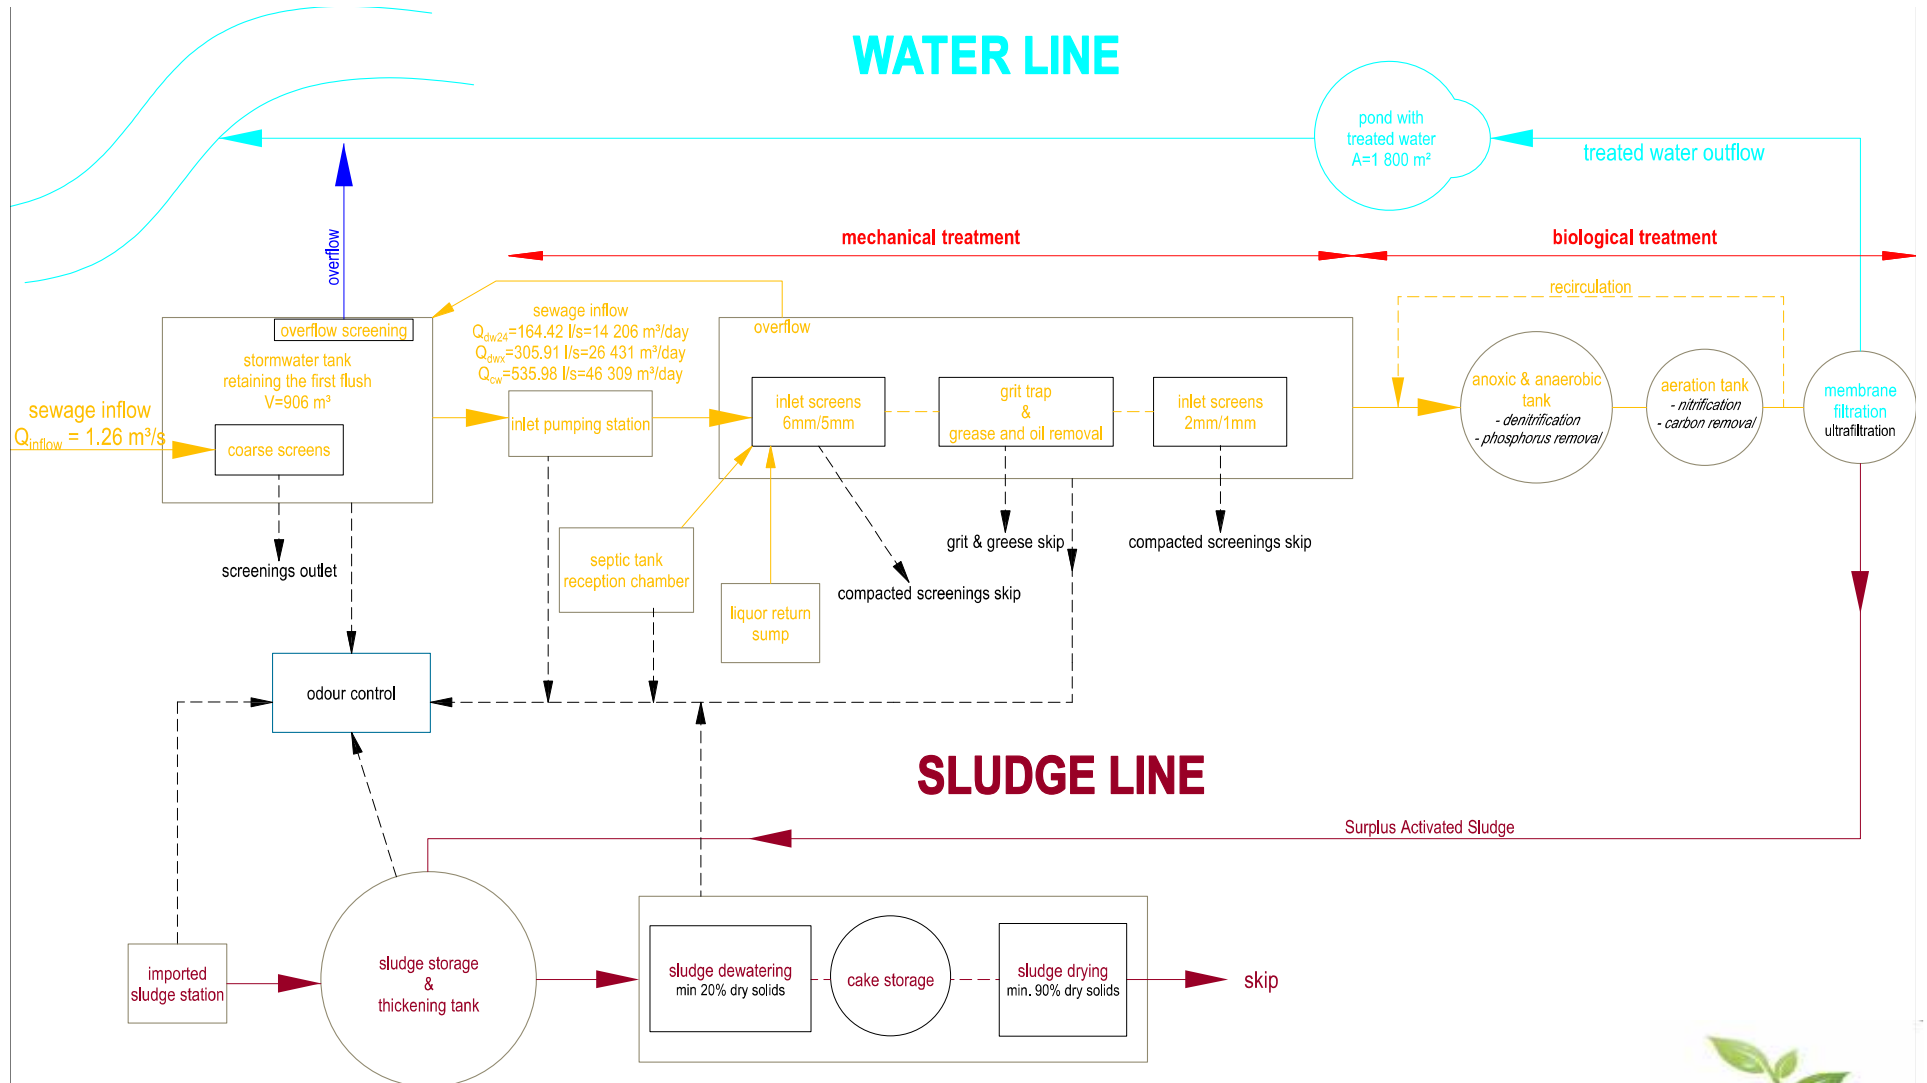 WATER LINE
pond with
treated water
A=1 800 m²
treated water outflow
mechanical treatment
biological treatment
overflow
recirculation
overflow screening
stormwater tank
retaining the first flush
V=906 m³
sewage inflow
Q_inflow = 1.26 m³/s
coarse screens
sewage inflow
Q_dw24=164.42 l/s=14 206 m³/day
Q_dwx=305.91 l/s=26 431 m³/day
Q_cw=535.98 l/s=46 309 m³/day
inlet pumping station
overflow
inlet screens
6mm/5mm
grit trap
&
grease and oil removal
inlet screens
2mm/1mm
anoxic & anaerobic
tank
- denitrification
- phosphorus removal
aeration tank
- nitrification
- carbon removal
membrane
filtration
ultrafiltration
screenings outlet
septic tank
reception chamber
liquor return
sump
compacted screenings skip
grit & greese skip
compacted screenings skip
odour control
SLUDGE LINE
Surplus Activated Sludge
imported
sludge station
sludge storage
&
thickening tank
sludge dewatering
min 20% dry solids
cake storage
sludge drying
min. 90% dry solids
skip